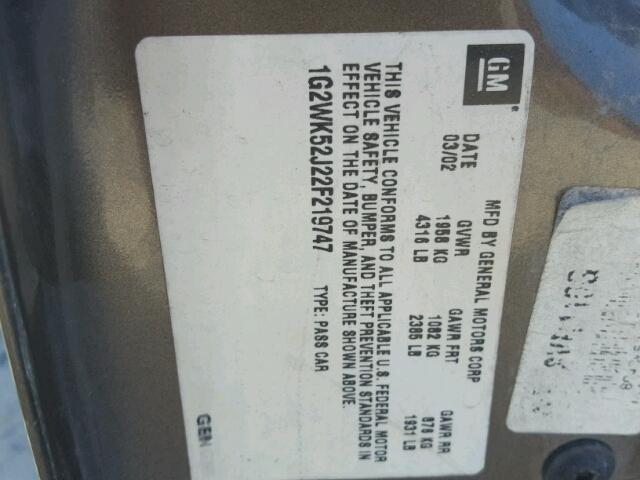 GM
MFD BY GENERAL MOTORS CORP
DATE GVWR GAWR FRT GAWR RR
03/02 1958 KG 1082 KG 876 KG
4316 LB 2385 LB 1931 LB
THIS VEHICLE CONFORMS TO ALL APPLICABLE U.S. FEDERAL MOTOR
VEHICLE SAFETY, BUMPER, AND THEFT PREVENTION STANDARDS IN
EFFECT ON THE DATE OF MANUFACTURE SHOWN ABOVE.
1G2WK52J22F219747 TYPE: PASS CAR
GEN